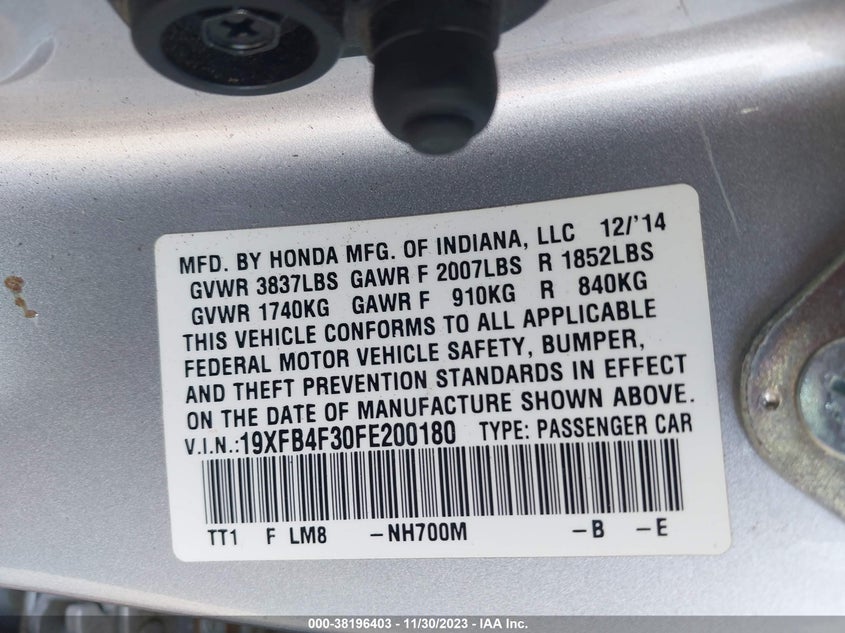 MFD. BY HONDA MFG. OF INDIANA, LLC 12/'14
GVWR 3837LBS GAWR F 2007LBS R 1852LBS
GVWR 1740KG GAWR F 910KG R 840KG
THIS VEHICLE CONFORMS TO ALL APPLICABLE
FEDERAL MOTOR VEHICLE SAFETY, BUMPER,
AND THEFT PREVENTION STANDARDS IN EFFECT
ON THE DATE OF MANUFACTURE SHOWN ABOVE.
V.I.N.:19XFB4F30FE200180 TYPE: PASSENGER CAR
TT1 F LM8 -NH700M -B -E
000-38196403 - 11/30/2023 - IAA Inc.